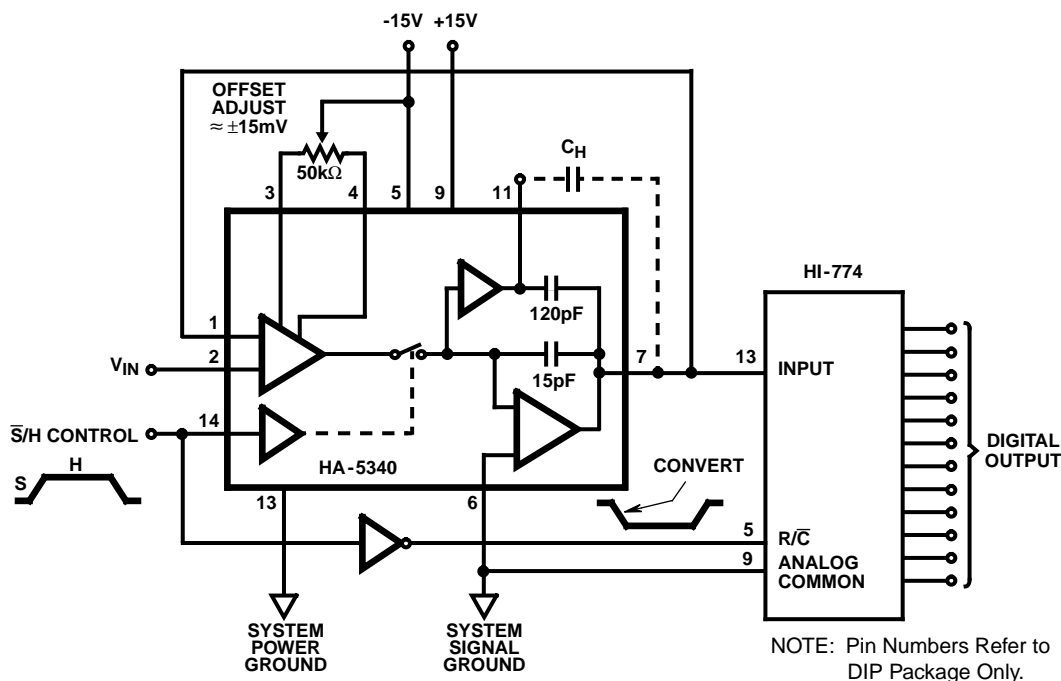 -15V +15V
OFFSET
ADJUST
≈ ±15mV
50kΩ
C_H
3
4
5
9
11
HI-774
120pF
1
2
V_IN
15pF
7
13
INPUT
14
S̅/H CONTROL
DIGITAL
OUTPUT
S
H
HA-5340
CONVERT
13
6
5
R/C̅
9
ANALOG
COMMON
SYSTEM
POWER
GROUND
SYSTEM
SIGNAL
GROUND
NOTE: Pin Numbers Refer to
DIP Package Only.